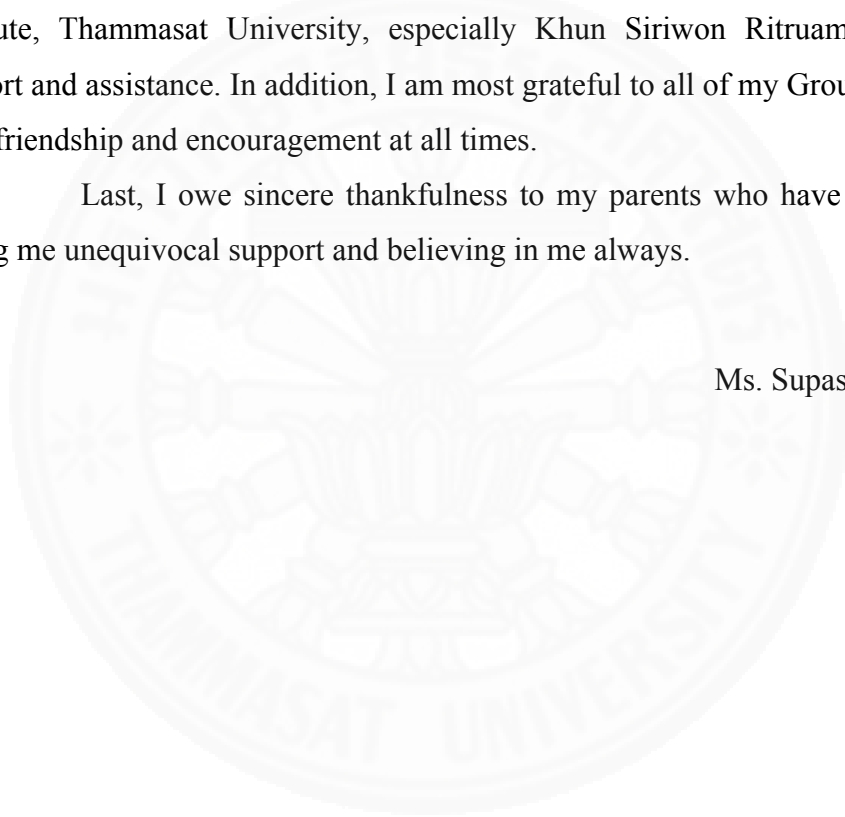 ute, Thammasat University, especially Khun Siriwon Ritruam
ort and assistance. In addition, I am most grateful to all of my Grou
friendship and encouragement at all times.
Last, I owe sincere thankfulness to my parents who have
g me unequivocal support and believing in me always.
Ms. Supas
THAMMASAT UNIVERSITY